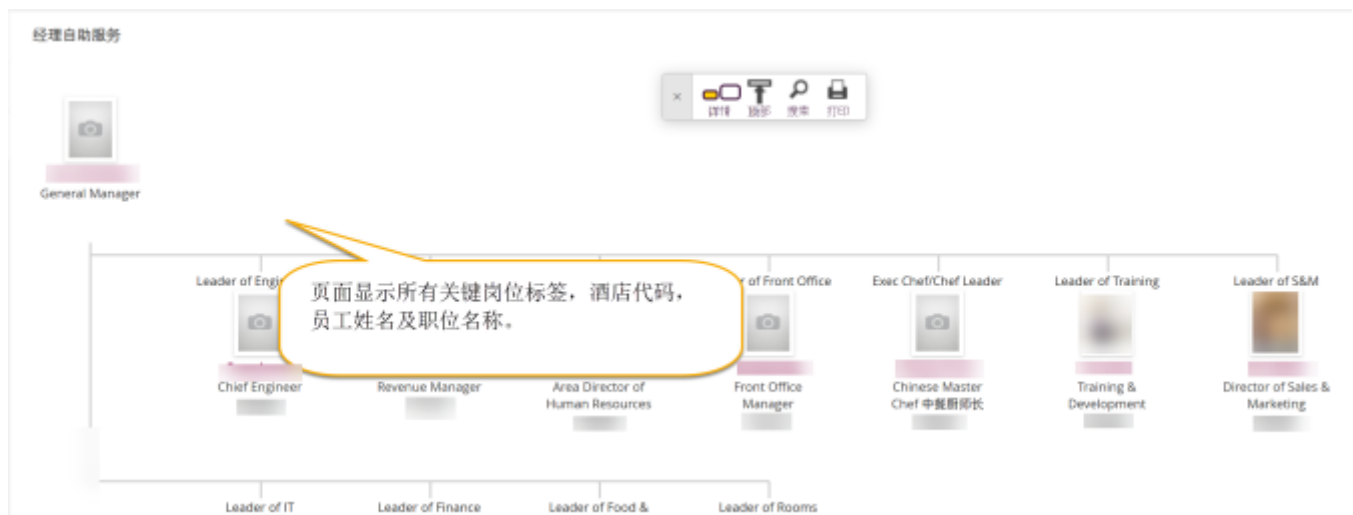 经理自助服务
× 详情 顶部 搜索 打印
General Manager
页面显示所有关键岗位标签，酒店代码，
员工姓名及职位名称。
Leader of Engi
r of Front Office
Exec Chef/Chef Leader
Leader of Training
Leader of S&M
Chief Engineer
Revenue Manager
Area Director of
Human Resources
Front Office
Manager
Chinese Master
Chef 中餐厨师长
Training &
Development
Director of Sales &
Marketing
Leader of IT
Leader of Finance
Leader of Food &
Leader of Rooms